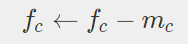 f_c ← f_c − m_c